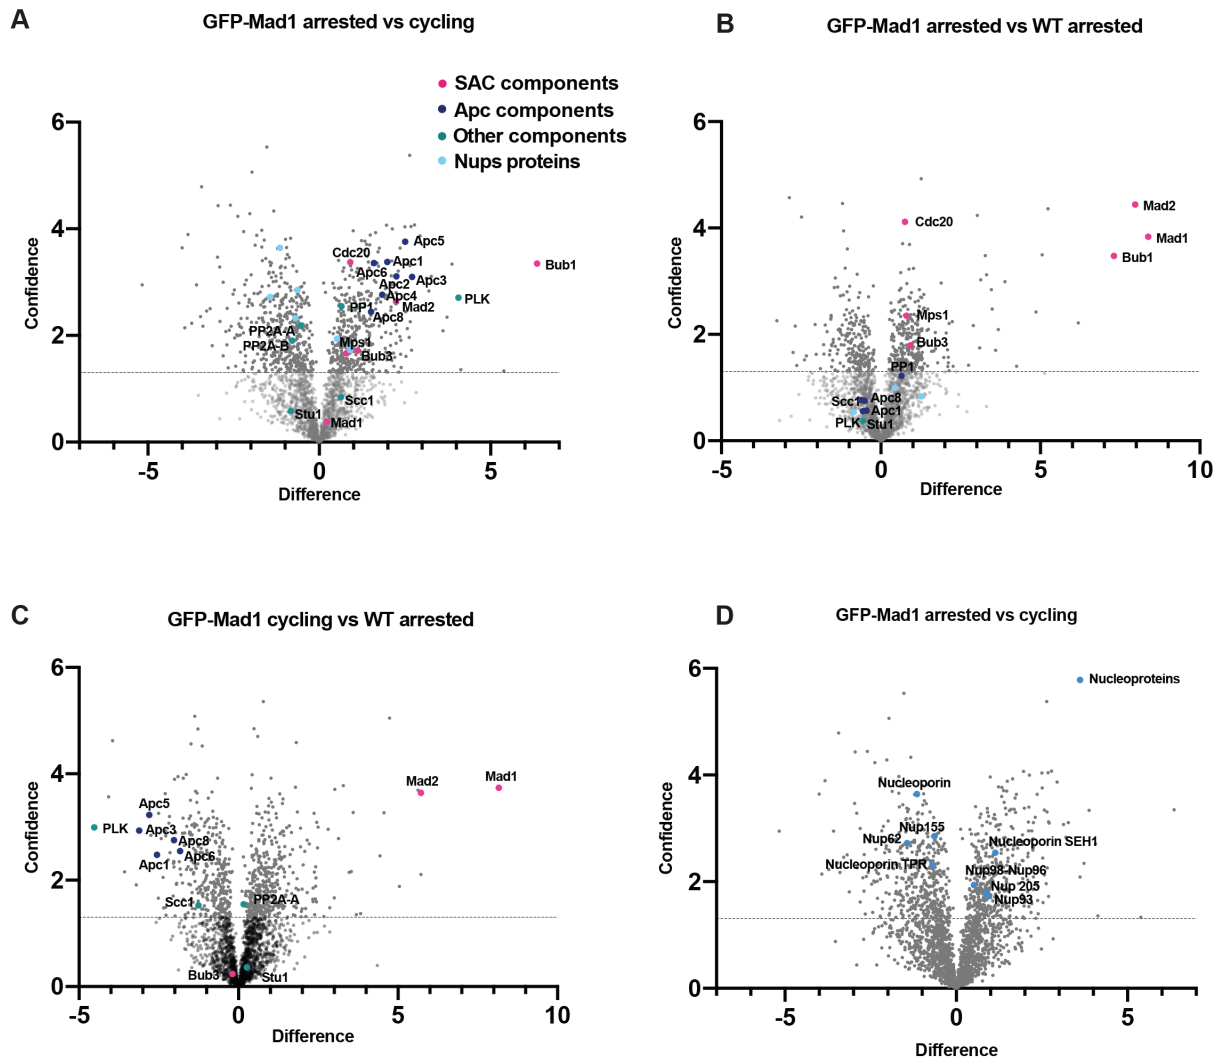 A
GFP-Mad1 arrested vs cycling
SAC components
Apc components
Other components
Nups proteins
6
4
2
0
Confidence
Apc5
Cdc20
Apc1
Bub1
Apc6
Apc3
Apc2
Apc4
PLK
PP1
Mad2
Apc8
PP2A-A
Mps1
PP2A-B
Bub3
Scc1
Stu1
Mad1
-5
0
5
Difference
B
GFP-Mad1 arrested vs WT arrested
6
4
2
0
Confidence
Mad2
Cdc20
Mad1
Bub1
Mps1
Bub3
PP1
Scc1
Apc8
Apc1
PLK
Stu1
-5
0
5
10
Difference
C
GFP-Mad1 cycling vs WT arrested
6
4
2
0
Confidence
Mad2
Mad1
Apc5
PLK
Apc3
Apc8
Apc6
Apc1
Scc1
PP2A-A
Bub3
Stu1
-5
0
5
10
Difference
D
GFP-Mad1 arrested vs cycling
6
4
2
0
Confidence
Nucleoproteins
Nucleoporin
Nup155
Nup62
Nucleoporin SEH1
Nucleoporin TPR
Nup98-Nup96
Nup 205
Nup93
-5
0
5
Difference